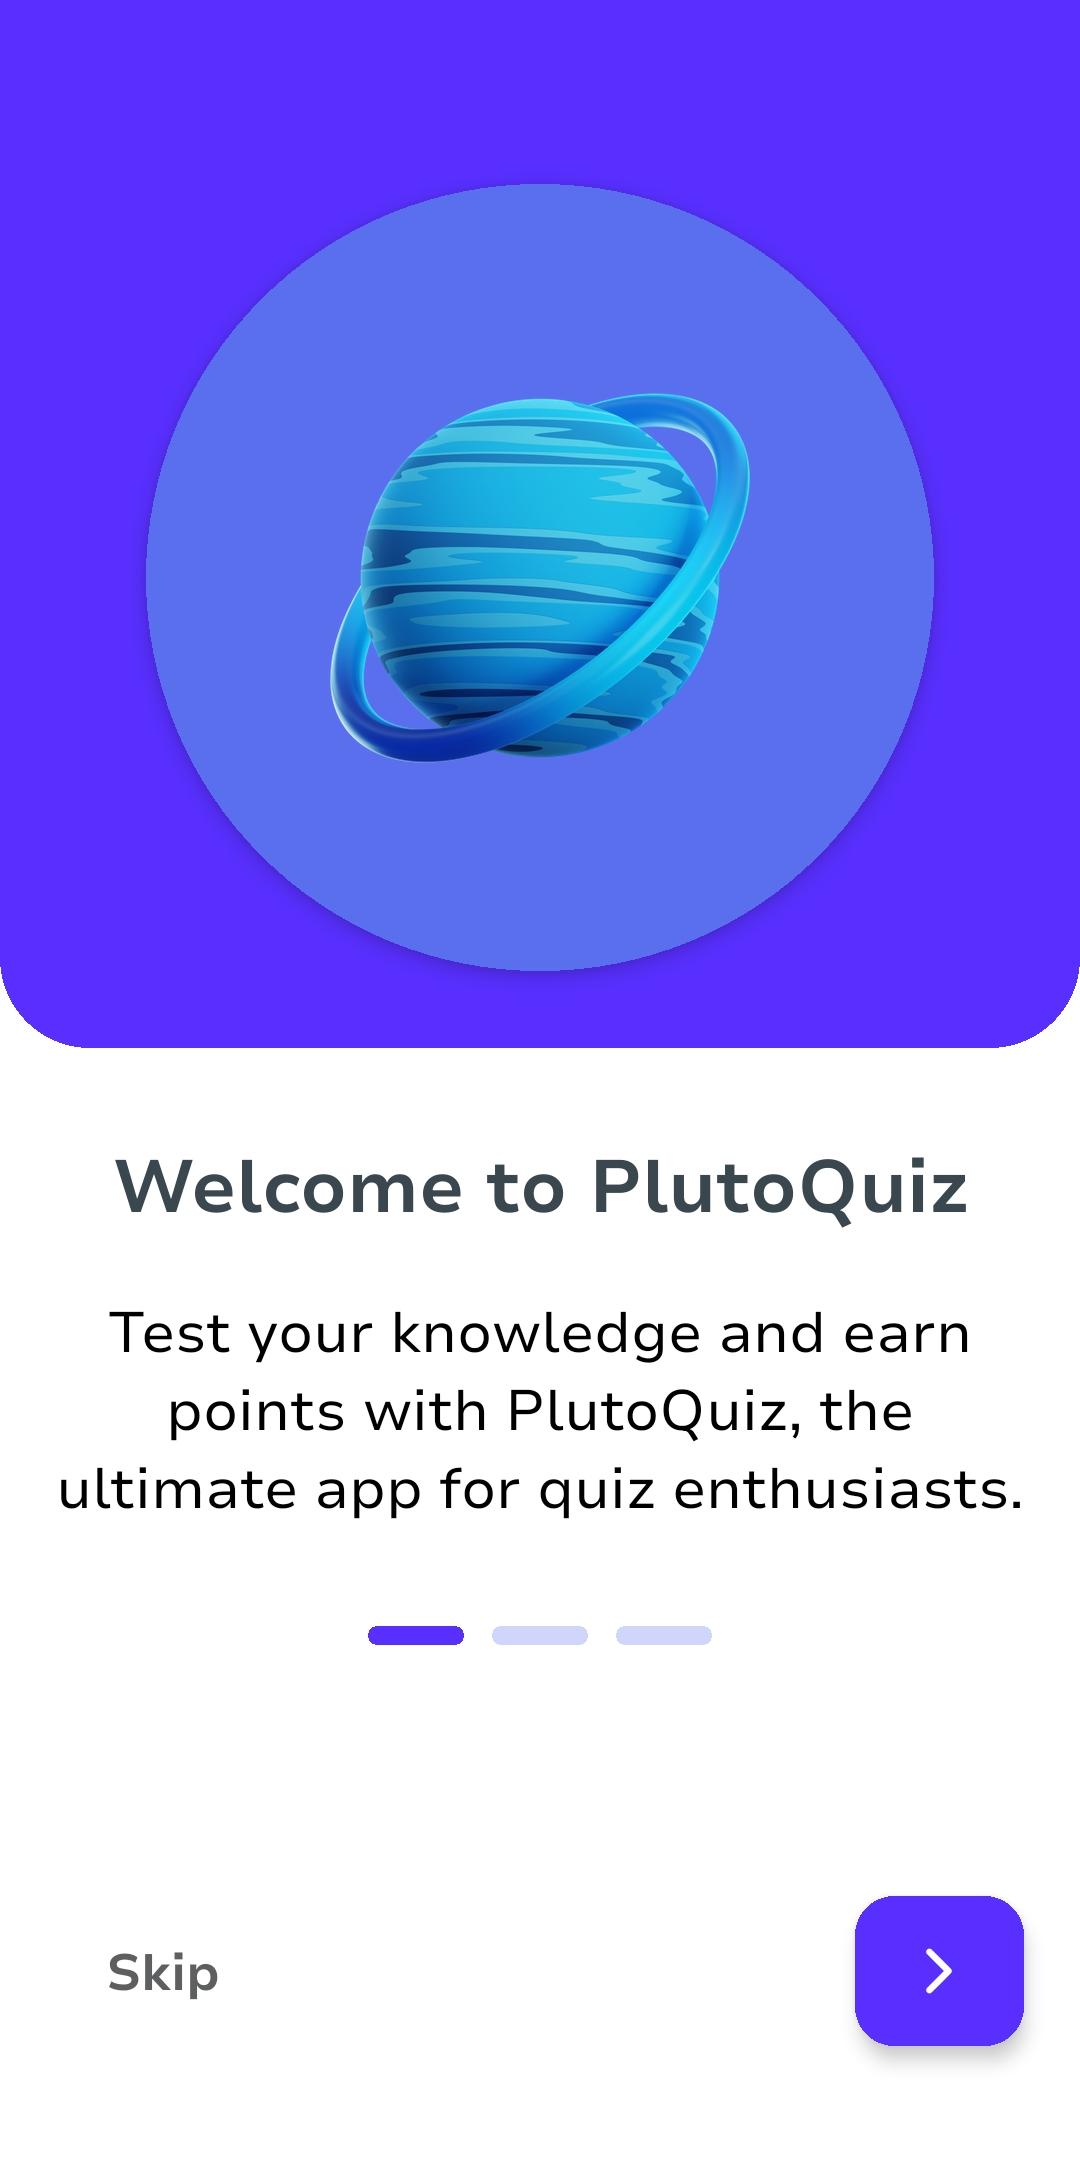 Welcome to PlutoQuiz
Test your knowledge and earn
points with PlutoQuiz, the
ultimate app for quiz enthusiasts.
Skip